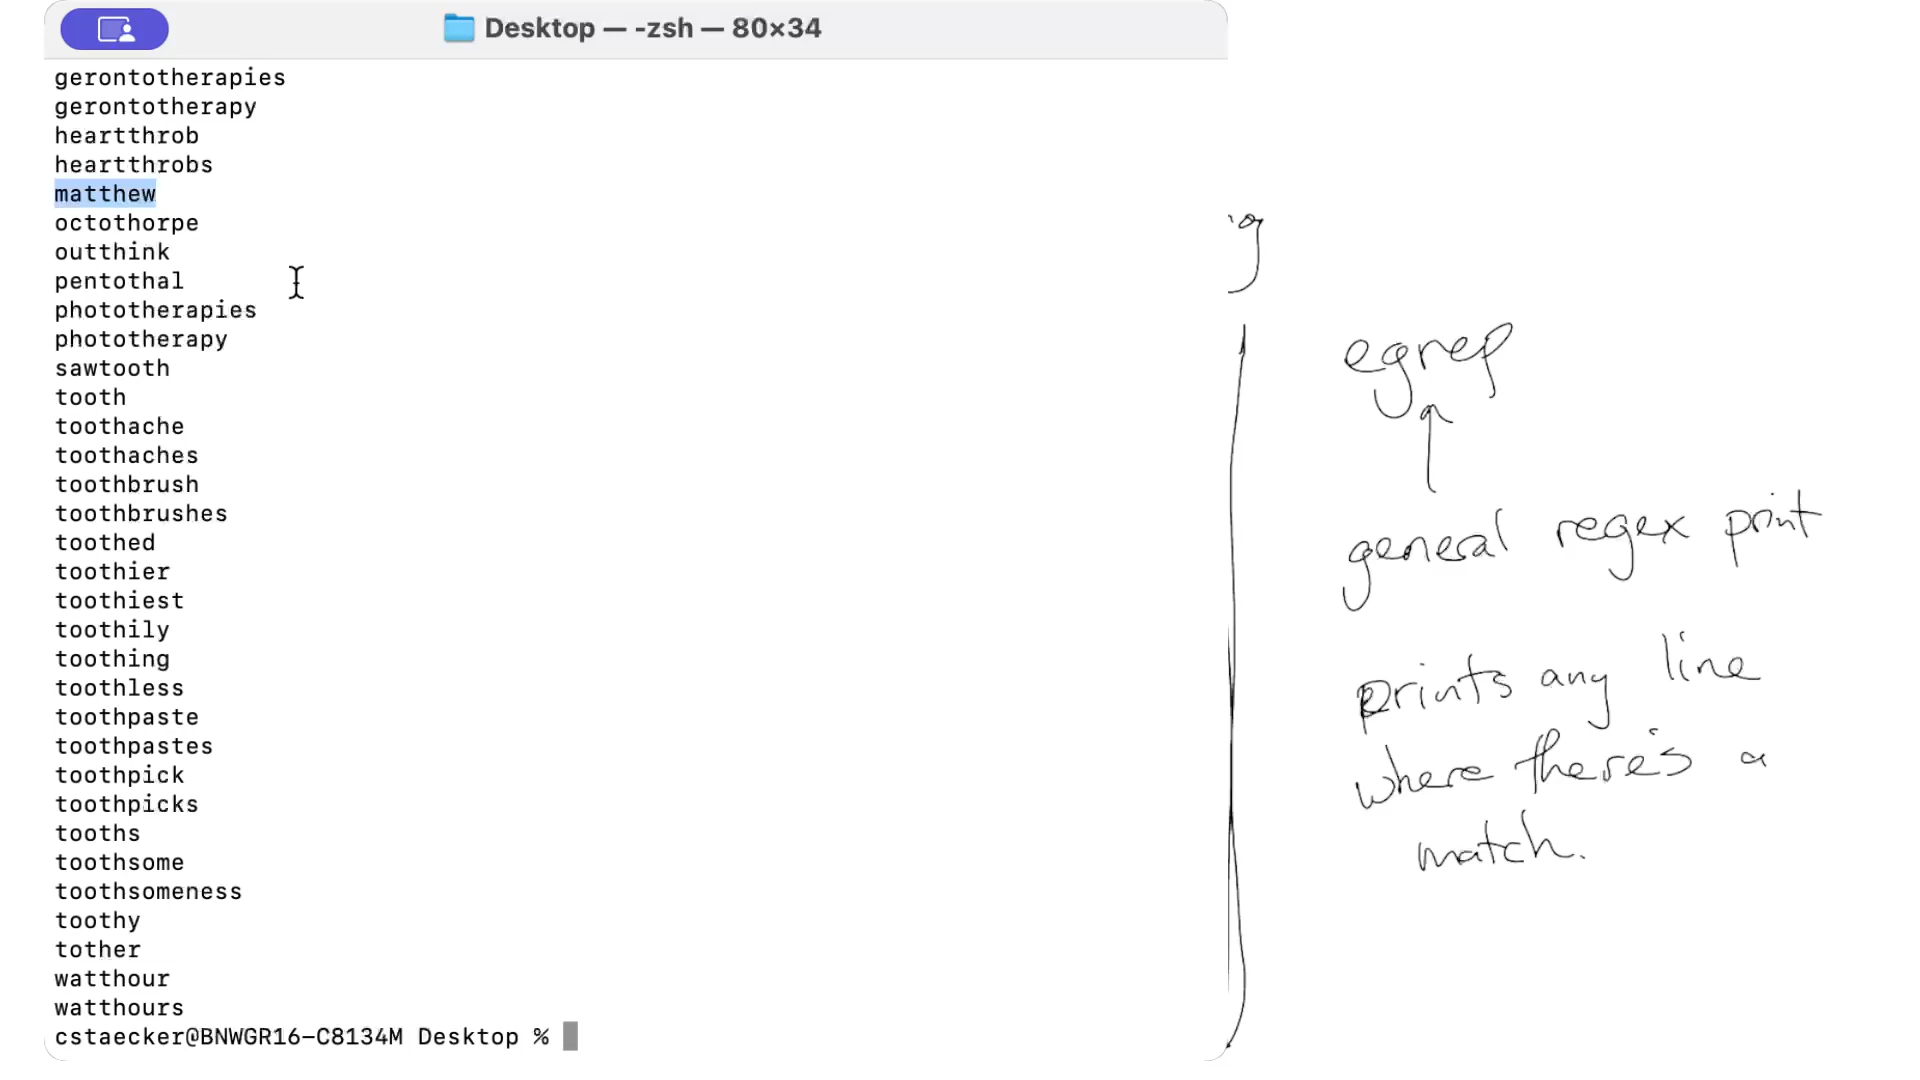 Desktop — -zsh — 80×34
gerontotherapies
gerontotherapy
heartthrob
heartthrobs
matthew
octothorpe
outthink
pentothal
phototherapies
phototherapy
sawtooth
tooth
toothache
toothaches
toothbrush
toothbrushes
toothed
toothier
toothiest
toothily
toothing
toothless
toothpaste
toothpastes
toothpick
toothpicks
tooths
toothsome
toothsomeness
toothy
tother
watthour
watthours
cstaecker@BNWGR16-C8134M Desktop %
egrep
general regex print
prints any line
where there's a
match.